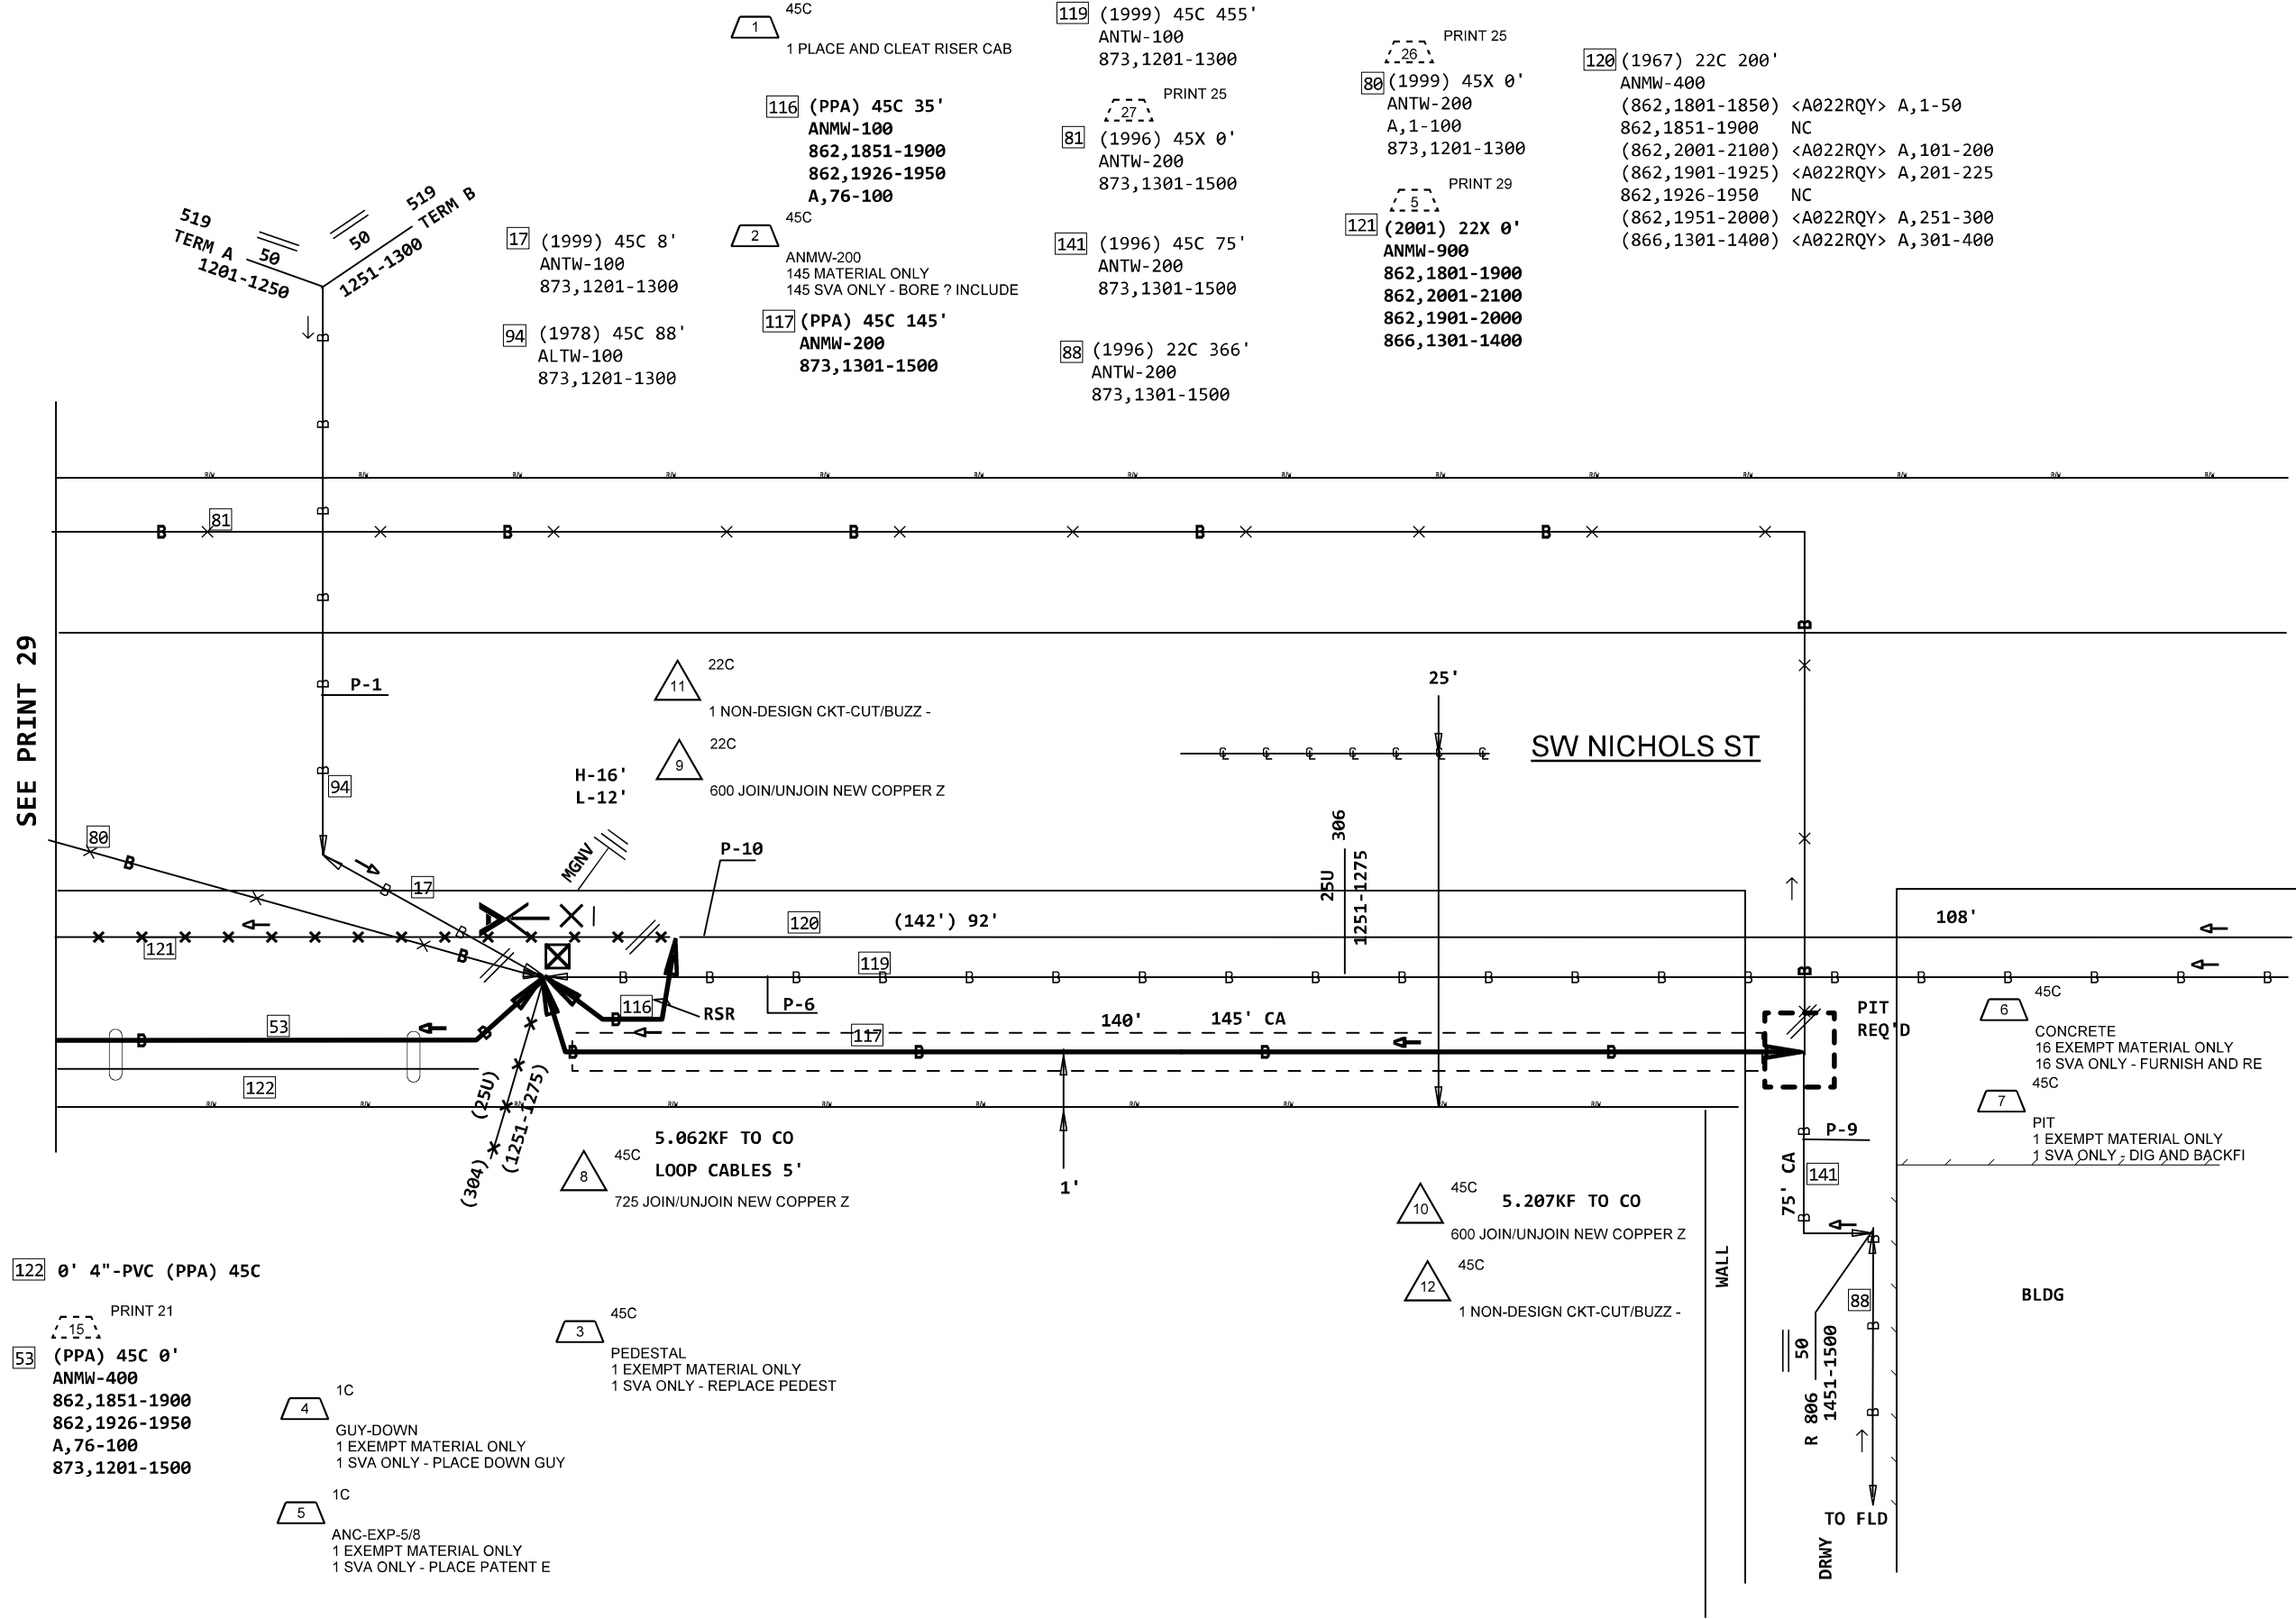 45C
1
1 PLACE AND CLEAT RISER CAB
116 (PPA) 45C 35'
ANMW-100
862,1851-1900
862,1926-1950
A,76-100
45C
2
ANMW-200
145 MATERIAL ONLY
145 SVA ONLY - BORE ? INCLUDE
117 (PPA) 45C 145'
ANMW-200
873,1301-1500
119 (1999) 45C 455'
ANTW-100
873,1201-1300
PRINT 25
27
81 (1996) 45X 0'
ANTW-200
873,1301-1500
141 (1996) 45C 75'
ANTW-200
873,1301-1500
88 (1996) 22C 366'
ANTW-200
873,1301-1500
PRINT 25
26
80 (1999) 45X 0'
ANTW-200
A,1-100
873,1201-1300
PRINT 29
5
121 (2001) 22X 0'
ANMW-900
862,1801-1900
862,2001-2100
862,1901-2000
866,1301-1400
120 (1967) 22C 200'
ANMW-400
(862,1801-1850) <A022RQY> A,1-50
862,1851-1900 NC
(862,2001-2100) <A022RQY> A,101-200
(862,1901-1925) <A022RQY> A,201-225
862,1926-1950 NC
(862,1951-2000) <A022RQY> A,251-300
(866,1301-1400) <A022RQY> A,301-400
519
TERM A
50
1201-1250
519
TERM B
50
1251-1300
17 (1999) 45C 8'
ANTW-100
873,1201-1300
94 (1978) 45C 88'
ALTW-100
873,1201-1300
B
R/W R/W R/W R/W R/W R/W R/W R/W R/W R/W R/W R/W R/W R/W
B
81
B B B B B
B
B
B
SEE PRINT 29
B
P-1
B
94
22C
11
1 NON-DESIGN CKT-CUT/BUZZ -
22C
9
600 JOIN/UNJOIN NEW COPPER Z
H-16'
L-12'
MGNV
P-10
25'
SW NICHOLS ST
306
25U
1251-1275
80
B
17
B
B
B
121
120
(142') 92'
108'
119
B B B B B B B B B B B B B B B B B B B B
B
116
B
RSR
P-6
140'
145' CA
117
B B B B
53
B B
122
PIT
REQ'D
45C
6
CONCRETE
16 EXEMPT MATERIAL ONLY
16 SVA ONLY - FURNISH AND RE
45C
7
PIT
1 EXEMPT MATERIAL ONLY
1 SVA ONLY - DIG AND BACKFI
R/W R/W R/W R/W R/W R/W R/W R/W R/W R/W
(25U)
(304)
(1251-1275)
45C
8
5.062KF TO CO
LOOP CABLES 5'
725 JOIN/UNJOIN NEW COPPER Z
1'
45C
10
5.207KF TO CO
600 JOIN/UNJOIN NEW COPPER Z
45C
12
1 NON-DESIGN CKT-CUT/BUZZ -
B
P-9
75' CA
141
B
B
WALL
88
B
50
R 806
1451-1500
B
BLDG
TO FLD
DRWY
122 0' 4"-PVC (PPA) 45C
PRINT 21
15
53 (PPA) 45C 0'
ANMW-400
862,1851-1900
862,1926-1950
A,76-100
873,1201-1500
45C
3
PEDESTAL
1 EXEMPT MATERIAL ONLY
1 SVA ONLY - REPLACE PEDEST
1C
4
GUY-DOWN
1 EXEMPT MATERIAL ONLY
1 SVA ONLY - PLACE DOWN GUY
1C
5
ANC-EXP-5/8
1 EXEMPT MATERIAL ONLY
1 SVA ONLY - PLACE PATENT E